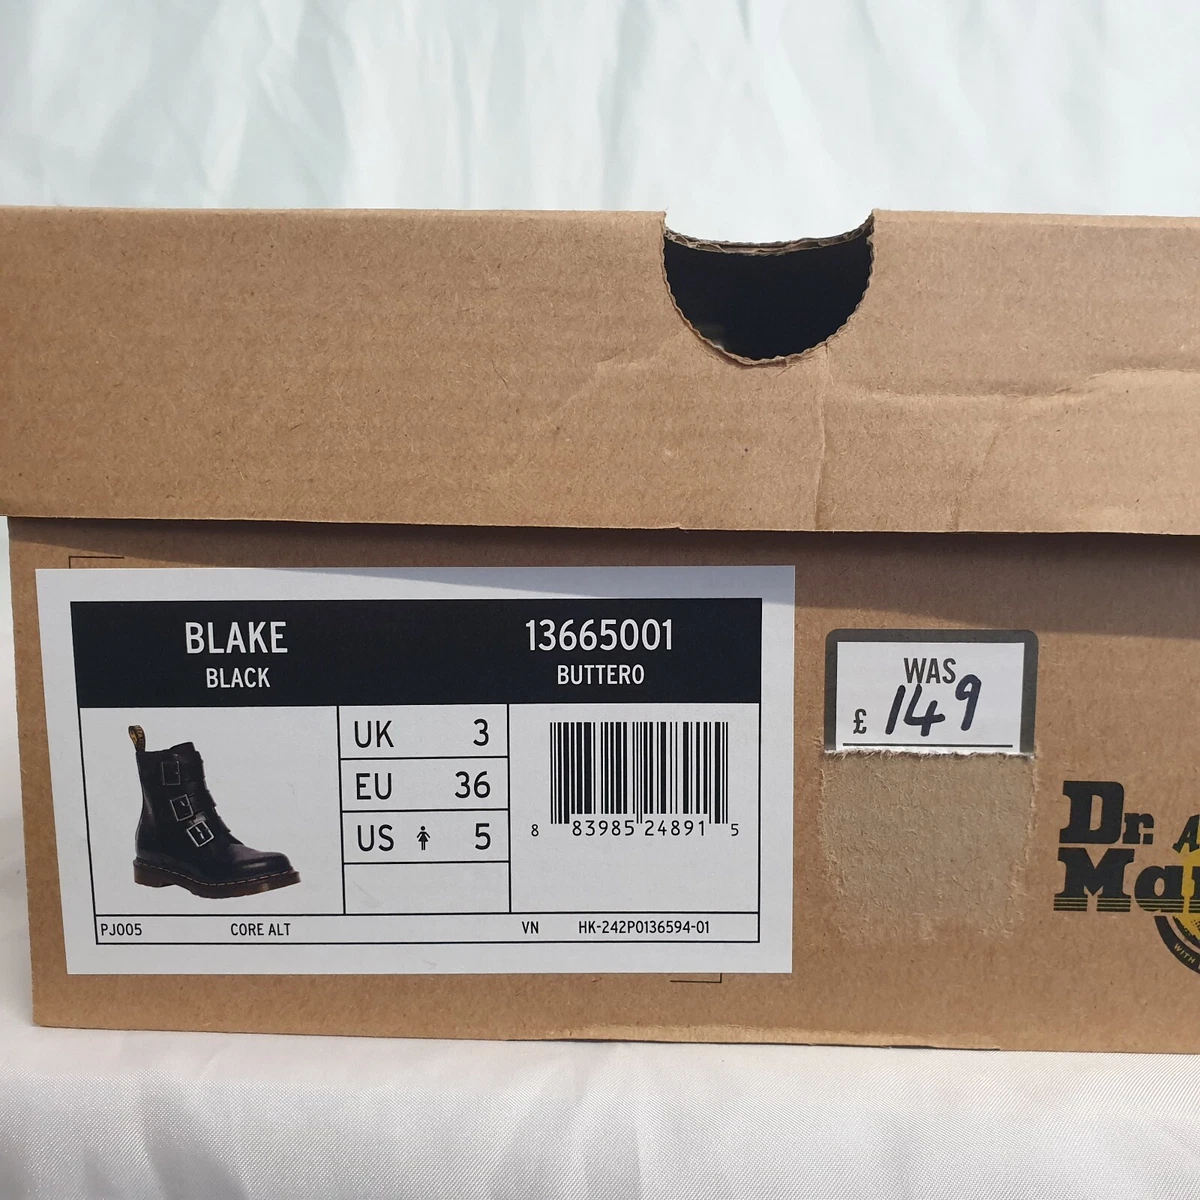 BLAKE
BLACK
13665001
BUTTERO
UK 3
EU 36
US 5
8 83985 24891 5
PJ005 CORE ALT VN HK-242P0136594-01
WAS
£ 149
Dr.
WITH